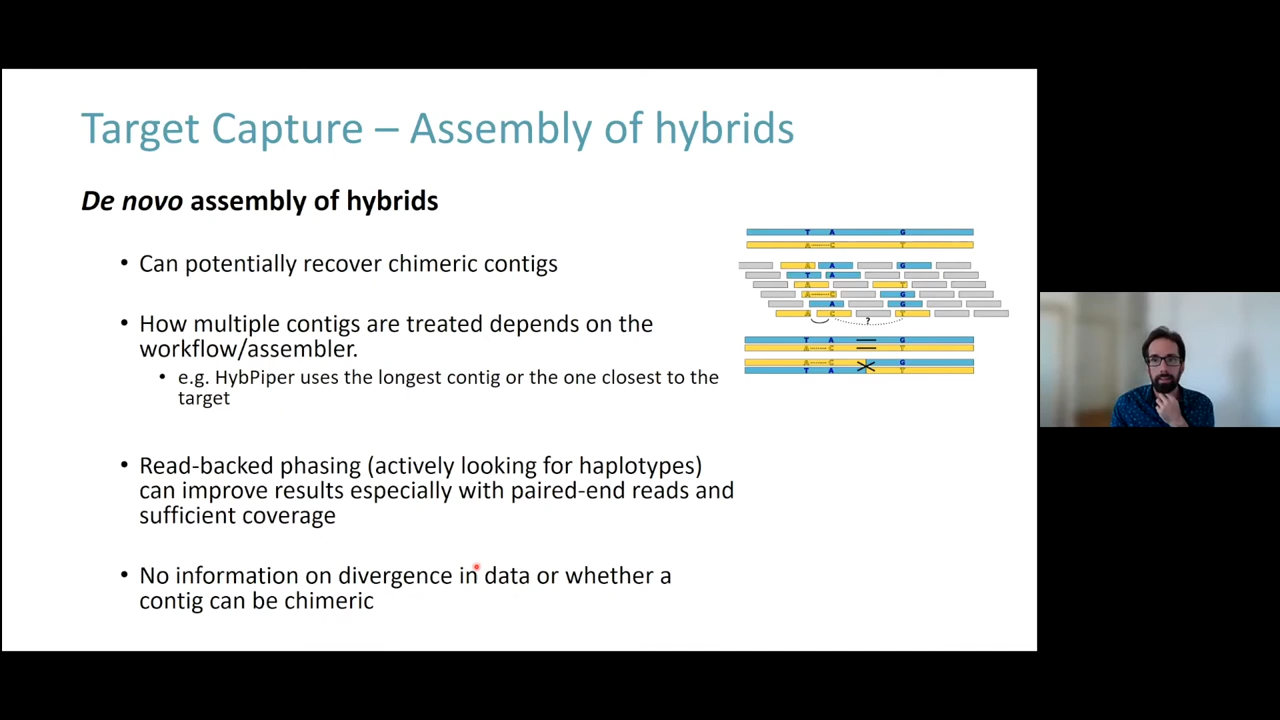 Target Capture – Assembly of hybrids
De novo assembly of hybrids
• Can potentially recover chimeric contigs
• How multiple contigs are treated depends on the
workflow/assembler.
• e.g. HybPiper uses the longest contig or the one closest to the
target
• Read-backed phasing (actively looking for haplotypes)
can improve results especially with paired-end reads and
sufficient coverage
• No information on divergence in data or whether a
contig can be chimeric
T A G
A C T
A A G
T A
A T
A C G
A G
A C T
?
T A G
A C T
A C G
T A T